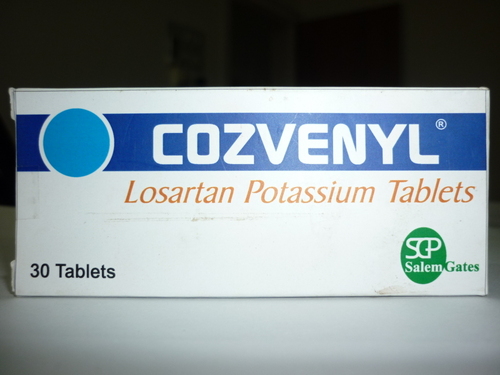 COZVENYL®
Losartan Potassium Tablets
30 Tablets
SGP
Salem Gates